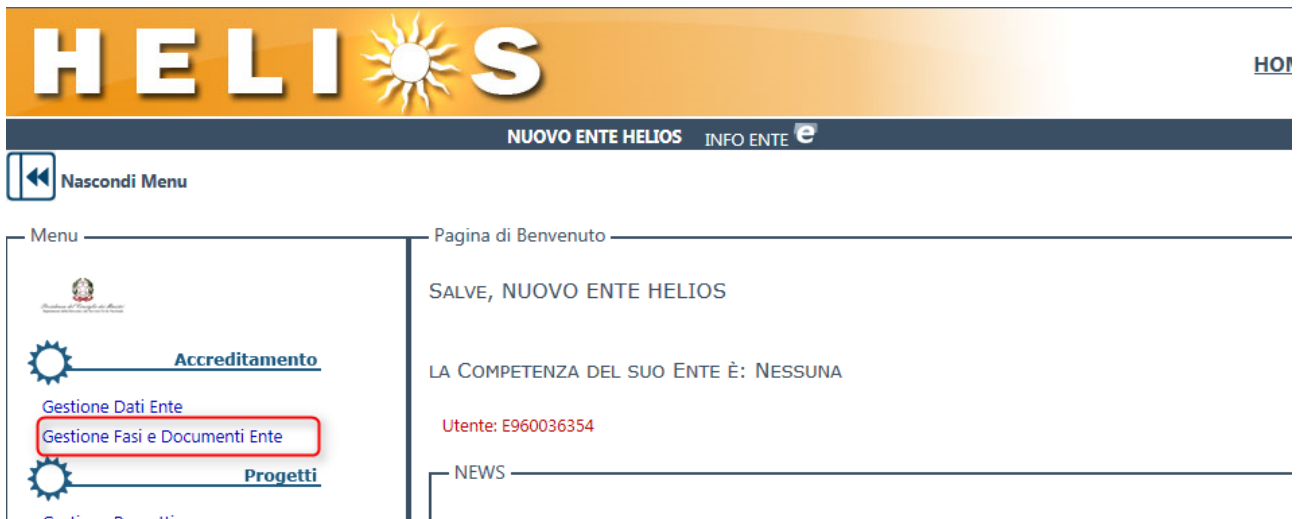 HELIOS
HOM
NUOVO ENTE HELIOS INFO ENTE
Nascondi Menu
Menu
Pagina di Benvenuto
SALVE, NUOVO ENTE HELIOS
Accreditamento
LA COMPETENZA DEL SUO ENTE È: NESSUNA
Gestione Dati Ente
Utente: E960036354
Gestione Fasi e Documenti Ente
Progetti
NEWS